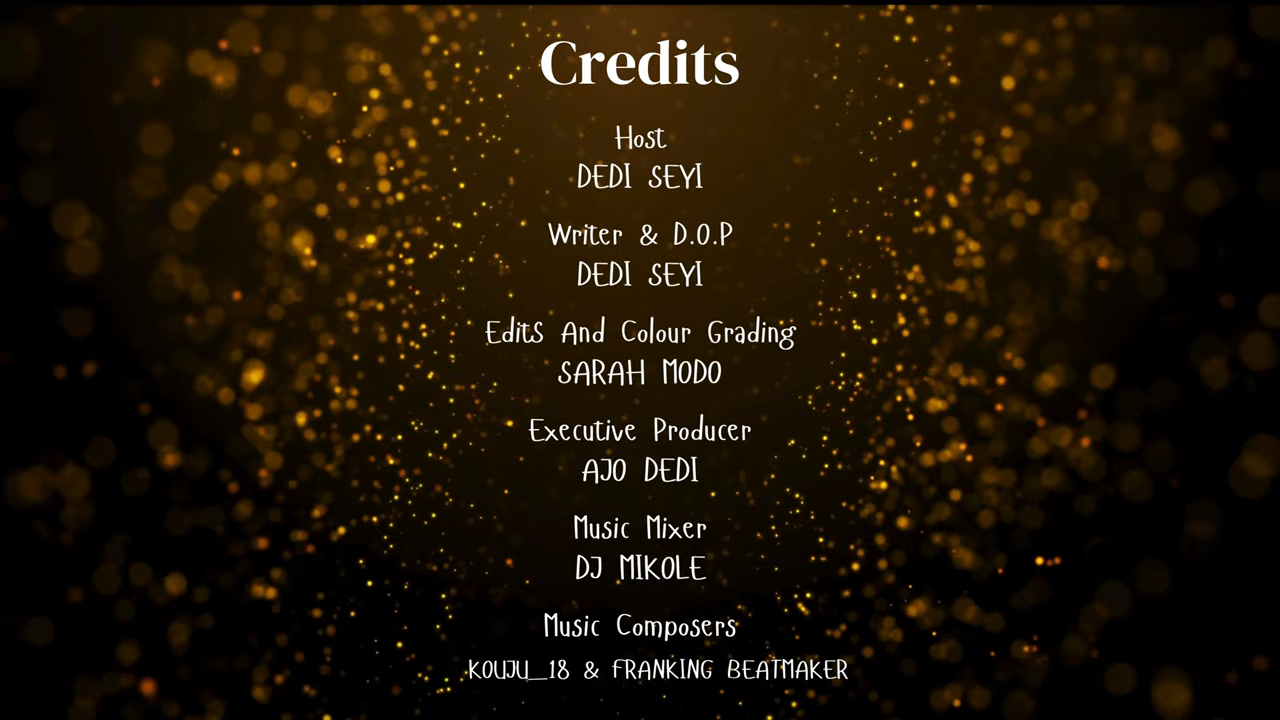 Credits
Host
DEDI SEYI
Writer & D.O.P
DEDI SEYI
EditS And Colour Grading
SARAH MODO
Executive Producer
AJO DEDI
Music Mixer
DJ MIKOLE
Music Composers
KOUJU_18 & FRANKING BEATMAKER